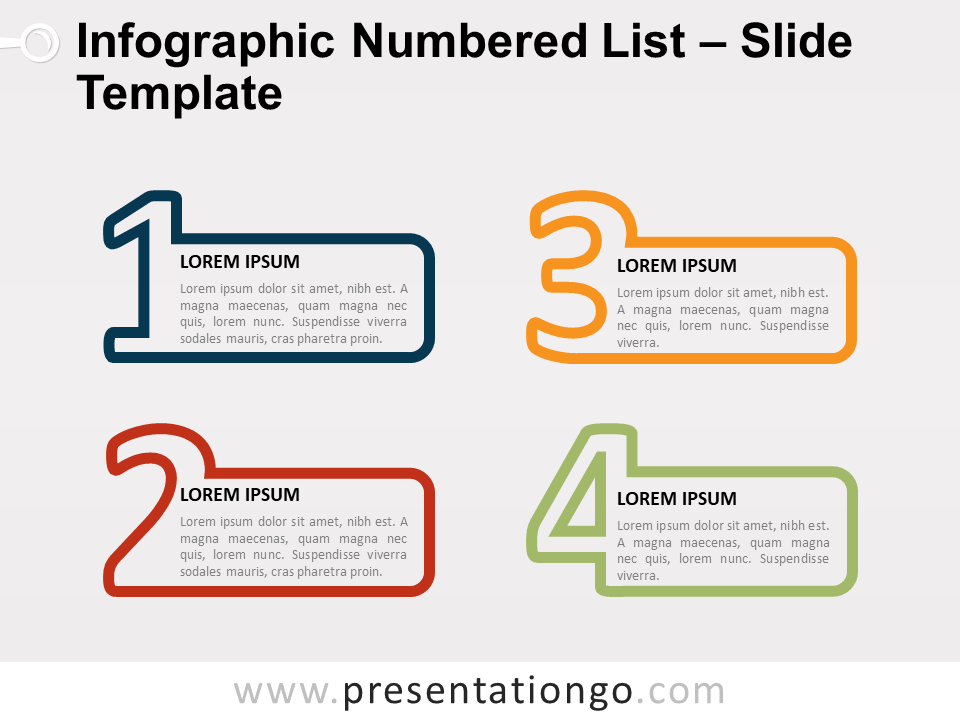 Infographic Numbered List – Slide
Template
1
LOREM IPSUM
Lorem ipsum dolor sit amet, nibh est. A
magna maecenas, quam magna nec
quis, lorem nunc. Suspendisse viverra
sodales mauris, cras pharetra proin.
2
LOREM IPSUM
Lorem ipsum dolor sit amet, nibh est. A
magna maecenas, quam magna nec
quis, lorem nunc. Suspendisse viverra
sodales mauris, cras pharetra proin.
3
LOREM IPSUM
Lorem ipsum dolor sit amet, nibh est.
A magna maecenas, quam magna
nec quis, lorem nunc. Suspendisse
viverra.
4
LOREM IPSUM
Lorem ipsum dolor sit amet, nibh est.
A magna maecenas, quam magna
nec quis, lorem nunc. Suspendisse
viverra.
www.presentationgo.com